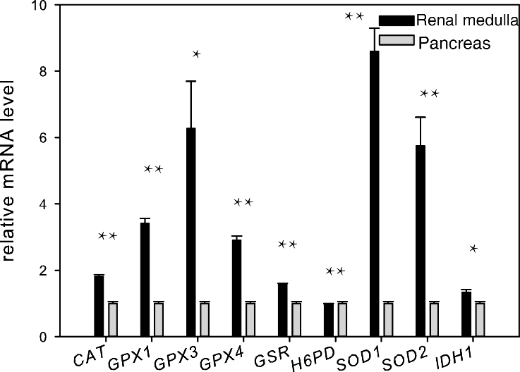 10
Renal medulla
Pancreas
8
6
4
2
0
relative mRNA level
**
**
*
**
**
**
**
**
*
CAT
GPX1
GPX3
GPX4
GSR
H6PD
SOD1
SOD2
IDH1